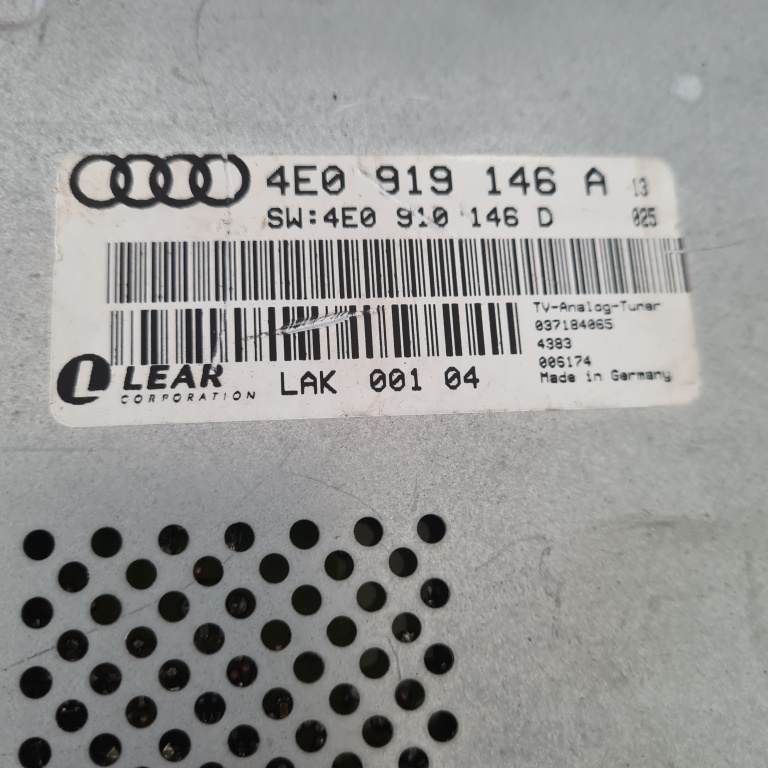 4E0 919 146 A 13
SW:4E0 910 146 D 025
TV-Analog-Tuner
037184065
4383
006174
Made in Germany
LEAR
CORPORATION
LAK 001 04